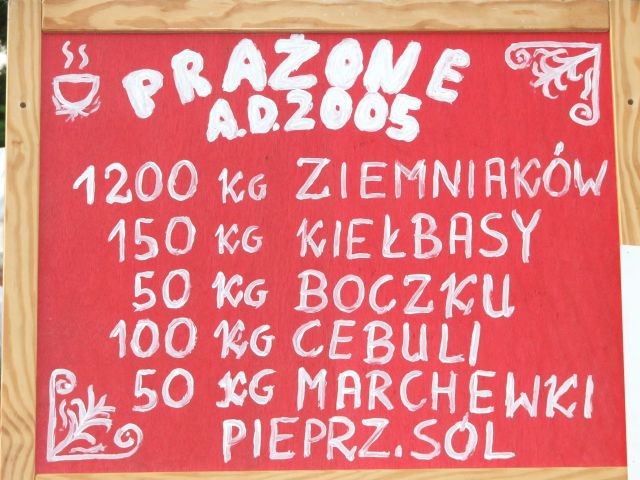 PRAŻONE
A.D.2005
1200 KG ZIEMNIAKÓW
150 KG KIEŁBASY
50 KG BOCZKU
100 KG CEBULI
50 KG MARCHEWKI
PIEPRZ.SÓL